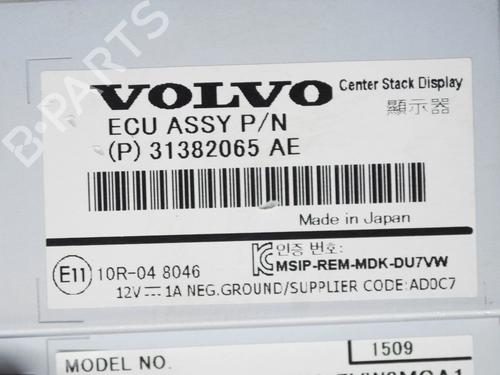 B-PARTS
VOLVO Center Stack Display
顯示器
ECU ASSY P/N
(P) 31382065 AE
Made in Japan
E11 10R-04 8046
인증 번호:
MSIP-REM-MDK-DU7VW
12V 1A NEG.GROUND/SUPPLIER CODE:AD0C7
MODEL NO.
1509